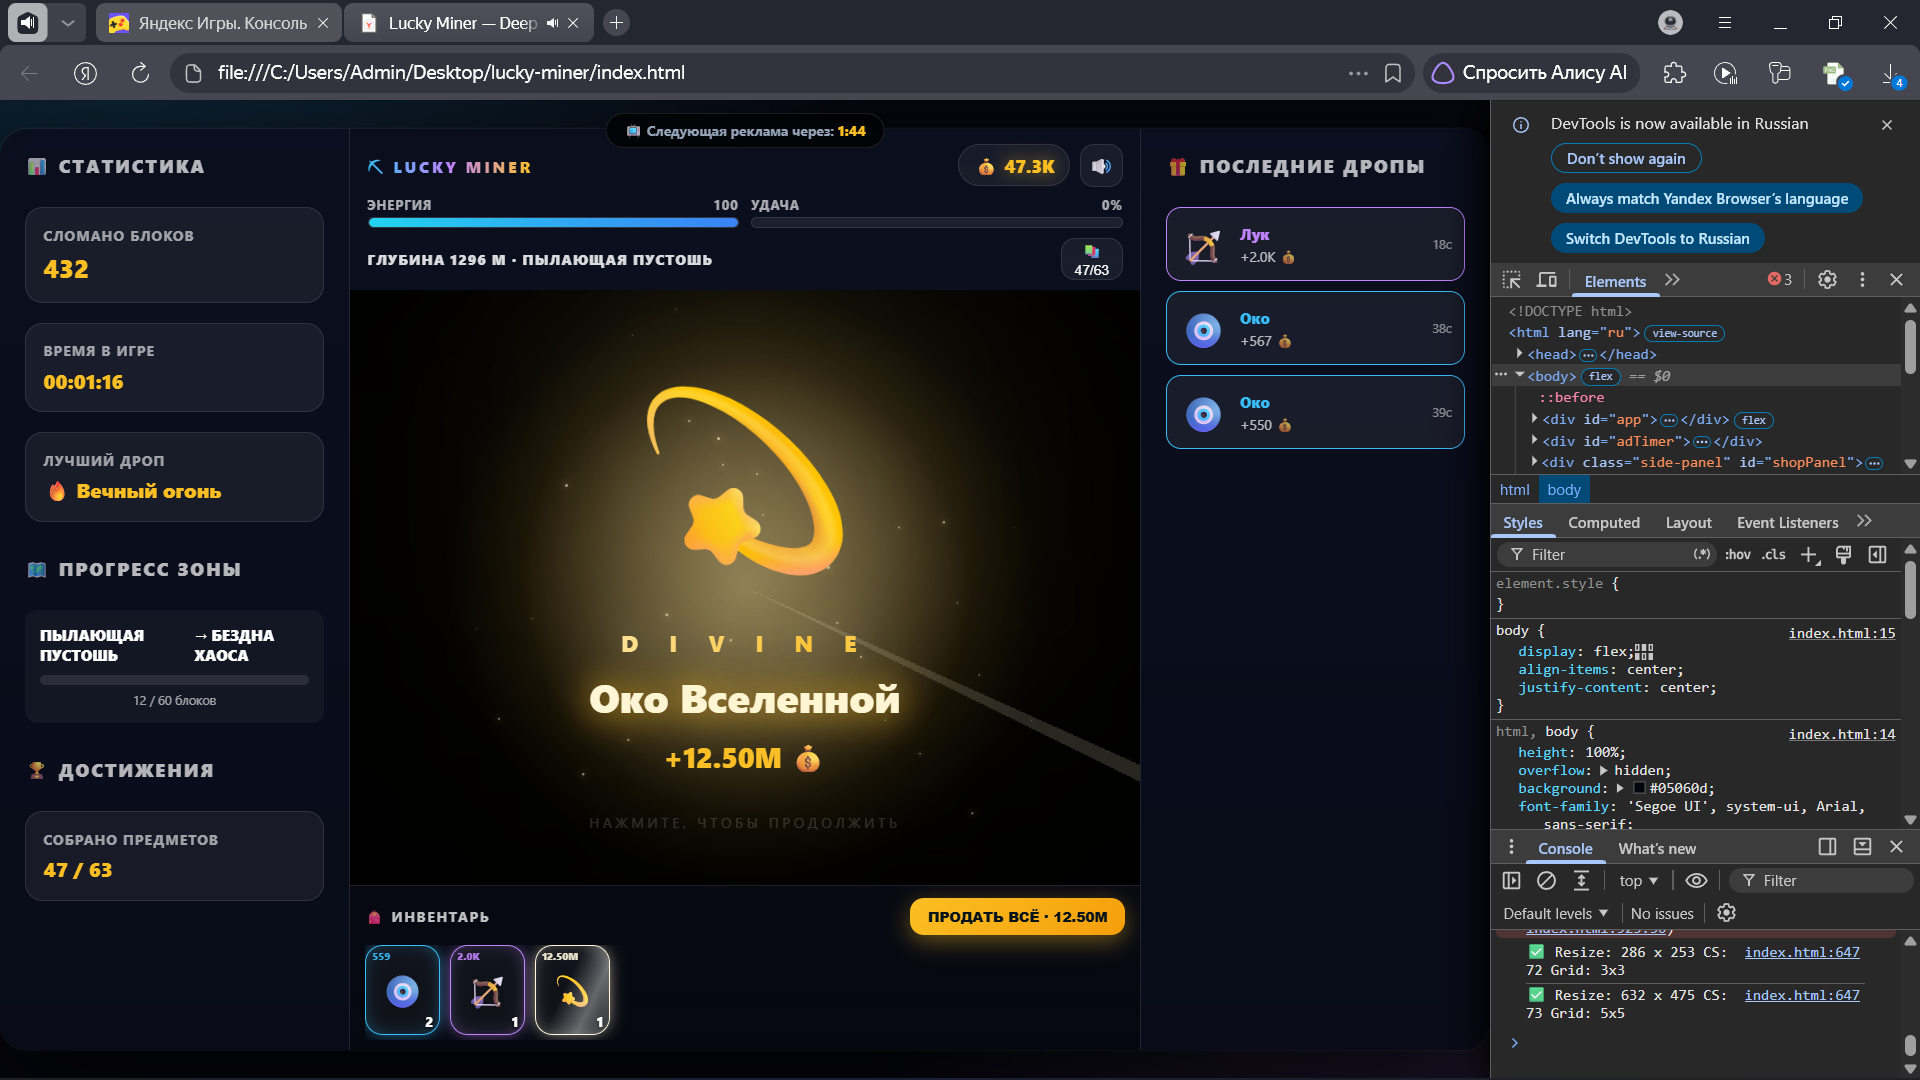 Яндекс Игры. Консоль
Lucky Miner — Deep
file:///C:/Users/Admin/Desktop/lucky-miner/index.html
Спросить Алису AI
4
СТАТИСТИКА
СЛОМАНО БЛОКОВ
432
ВРЕМЯ В ИГРЕ
00:01:16
ЛУЧШИЙ ДРОП
Вечный огонь
ПРОГРЕСС ЗОНЫ
ПЫЛАЮЩАЯ ПУСТОШЬ
→ БЕЗДНА ХАОСА
12 / 60 блоков
ДОСТИЖЕНИЯ
СОБРАНО ПРЕДМЕТОВ
47 / 63
Следующая реклама через: 1:44
LUCKY MINER
47.3K
ЭНЕРГИЯ 100
УДАЧА 0%
ГЛУБИНА 1296 М · ПЫЛАЮЩАЯ ПУСТОШЬ
47/63
DIVINE
Око Вселенной
+12.50M
НАЖМИТЕ, ЧТОБЫ ПРОДОЛЖИТЬ
ИНВЕНТАРЬ
ПРОДАТЬ ВСЁ · 12.50M
559
2
2.0K
1
12.50M
1
ПОСЛЕДНИЕ ДРОПЫ
Лук
+2.0K
18с
Око
+567
38с
Око
+550
39с
DevTools is now available in Russian
Don't show again
Always match Yandex Browser's language
Switch DevTools to Russian
Elements
3
<!DOCTYPE html>
<html lang="ru"> view-source
<head>…</head>
<body> flex == $0
::before
<div id="app">…</div> flex
<div id="adTimer">…</div>
<div class="side-panel" id="shopPanel">…
html body
Styles Computed Layout Event Listeners
Filter :hov .cls
element.style {
}
body { index.html:15
display: flex;
align-items: center;
justify-content: center;
}
html, body { index.html:14
height: 100%;
overflow: hidden;
background: #05060d;
font-family: 'Segoe UI', system-ui, Arial,
sans-serif;
Console What's new
top Filter
Default levels No issues
Resize: 286 x 253 CS: index.html:647
72 Grid: 3x3
Resize: 632 x 475 CS: index.html:647
73 Grid: 5x5